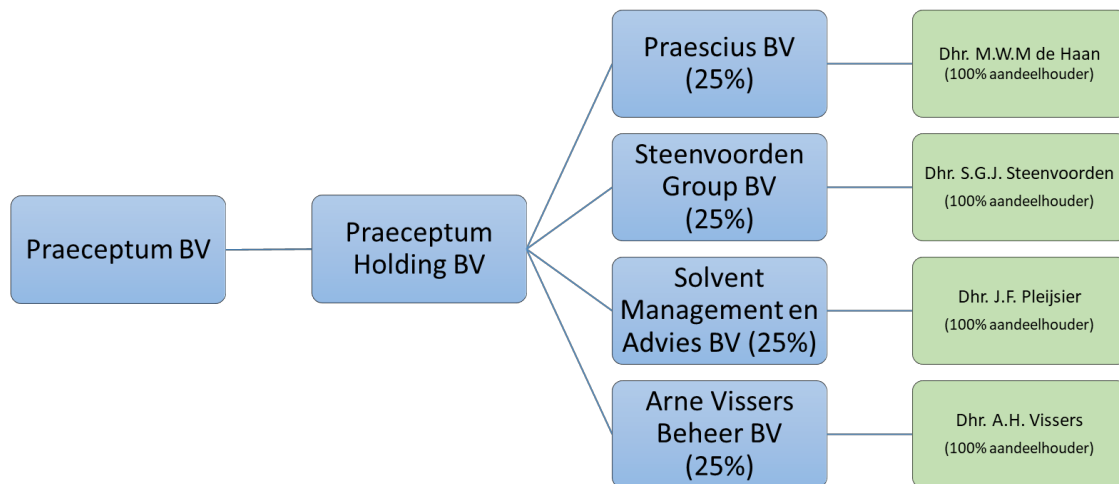 Praeceptum BV
Praeceptum
Holding BV
Praescius BV
(25%)
Steenvoorden
Group BV
(25%)
Solvent
Management en
Advies BV (25%)
Arne Vissers
Beheer BV
(25%)
Dhr. M.W.M de Haan
(100% aandeelhouder)
Dhr. S.G.J. Steenvoorden
(100% aandeelhouder)
Dhr. J.F. Pleijsier
(100% aandeelhouder)
Dhr. A.H. Vissers
(100% aandeelhouder)